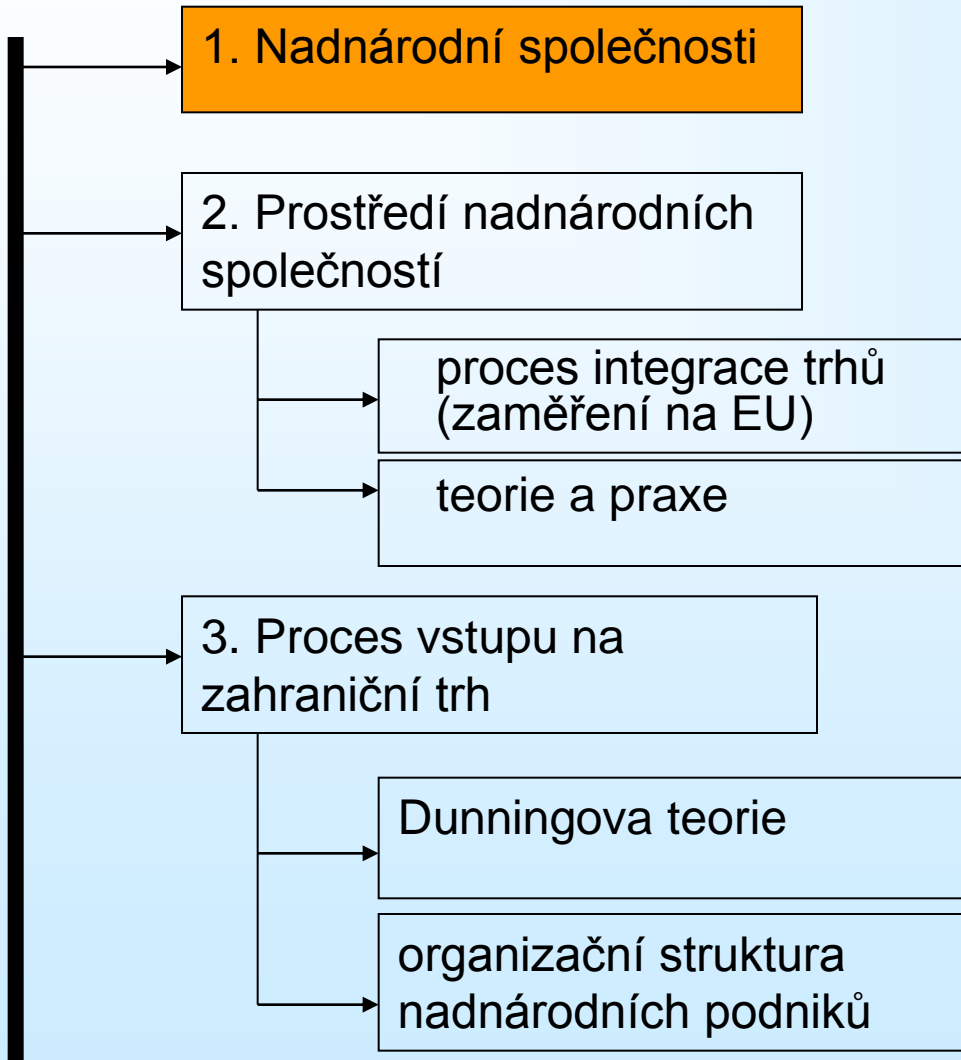 1. Nadnárodní společnosti
2. Prostředí nadnárodních
společností
proces integrace trhů
(zaměření na EU)
teorie a praxe
3. Proces vstupu na
zahraniční trh
Dunningova teorie
organizační struktura
nadnárodních podniků